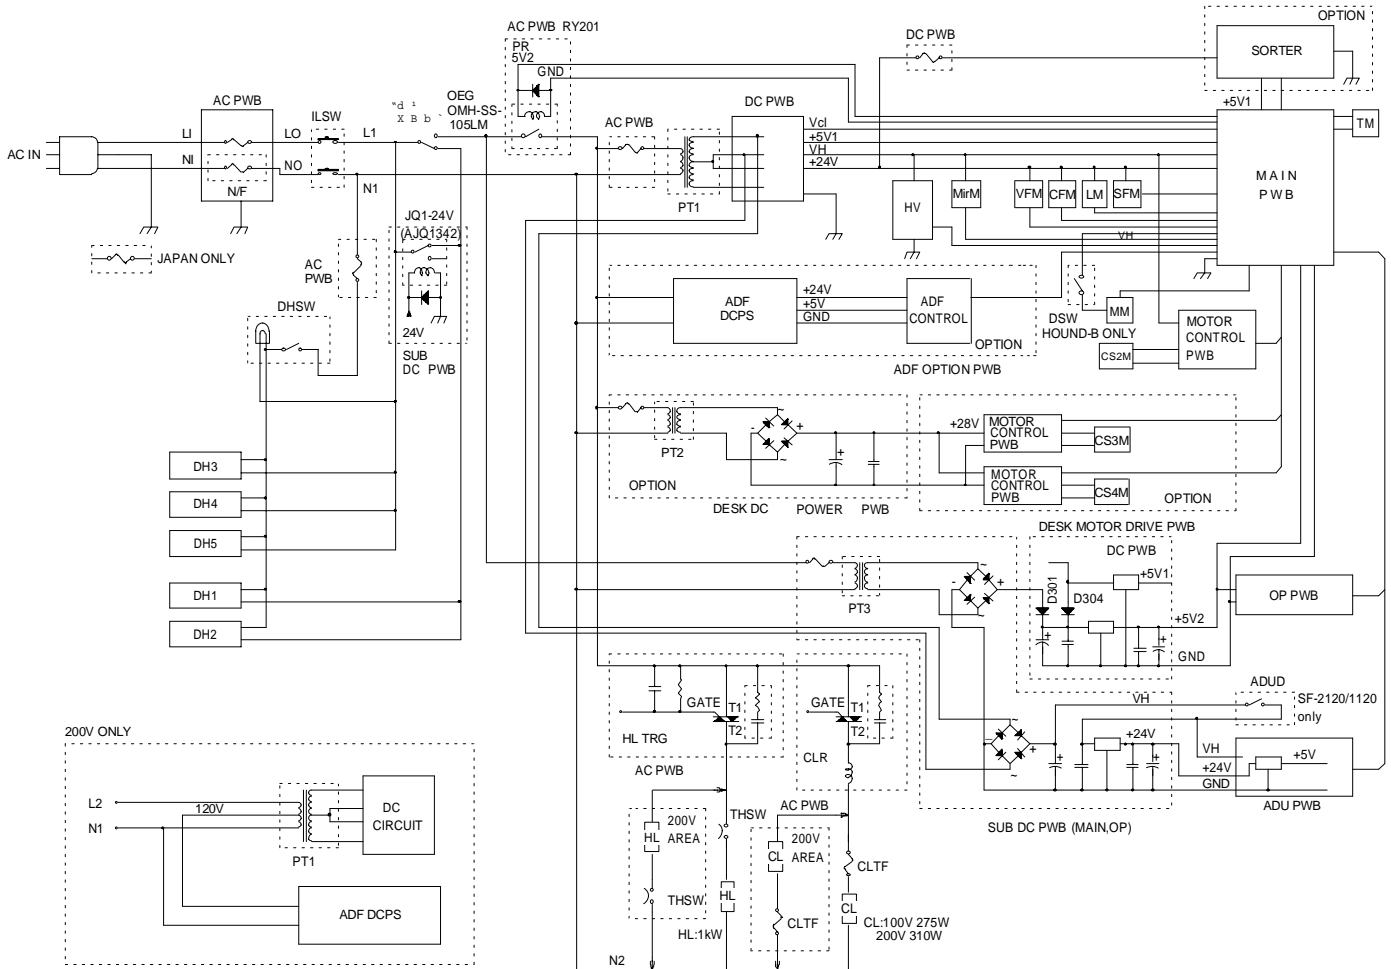 OPTION
AC PWB RY201
DC PWB
SORTER
PR
5V2
GND
OEG
OMH-SS-
105LM
"d i
X B b `
AC PWB
ILSW
DC PWB
+5V1
LI
LO
L1
AC PWB
Vcl
+5V1
VH
+24V
TM
AC IN
NI
NO
N/F
N1
PT1
MAIN
PWB
HV
MirM
VFM
CFM
LM
SFM
JQ1-24V
(AJQ1342)
VH
JAPAN ONLY
AC
PWB
DHSW
24V
SUB
DC PWB
ADF
DCPS
+24V
+5V
GND
ADF
CONTROL
OPTION
ADF OPTION PWB
DSW
HOUND-B ONLY
MM
CS2M
MOTOR
CONTROL
PWB
PT2
OPTION
DESK DC POWER PWB
+28V
MOTOR
CONTROL
PWB
CS3M
MOTOR
CONTROL
PWB
CS4M
OPTION
DESK MOTOR DRIVE PWB
DH3
DH4
DH5
DH1
DH2
PT3
DC PWB
D301
D304
+5V1
+5V2
GND
OP PWB
GATE
T1
T2
HL TRG
AC PWB
GATE
T1
T2
CLR
AC PWB
VH
+24V
ADUD
SF-2120/1120
only
VH
+24V
GND
+5V
ADU PWB
SUB DC PWB (MAIN,OP)
200V ONLY
L2
N1
120V
PT1
DC
CIRCUIT
ADF DCPS
200V
AREA
HL
THSW
THSW
HL
HL:1kW
200V
AREA
CL
CLTF
CLTF
CL
CL:100V 275W
200V 310W
N2